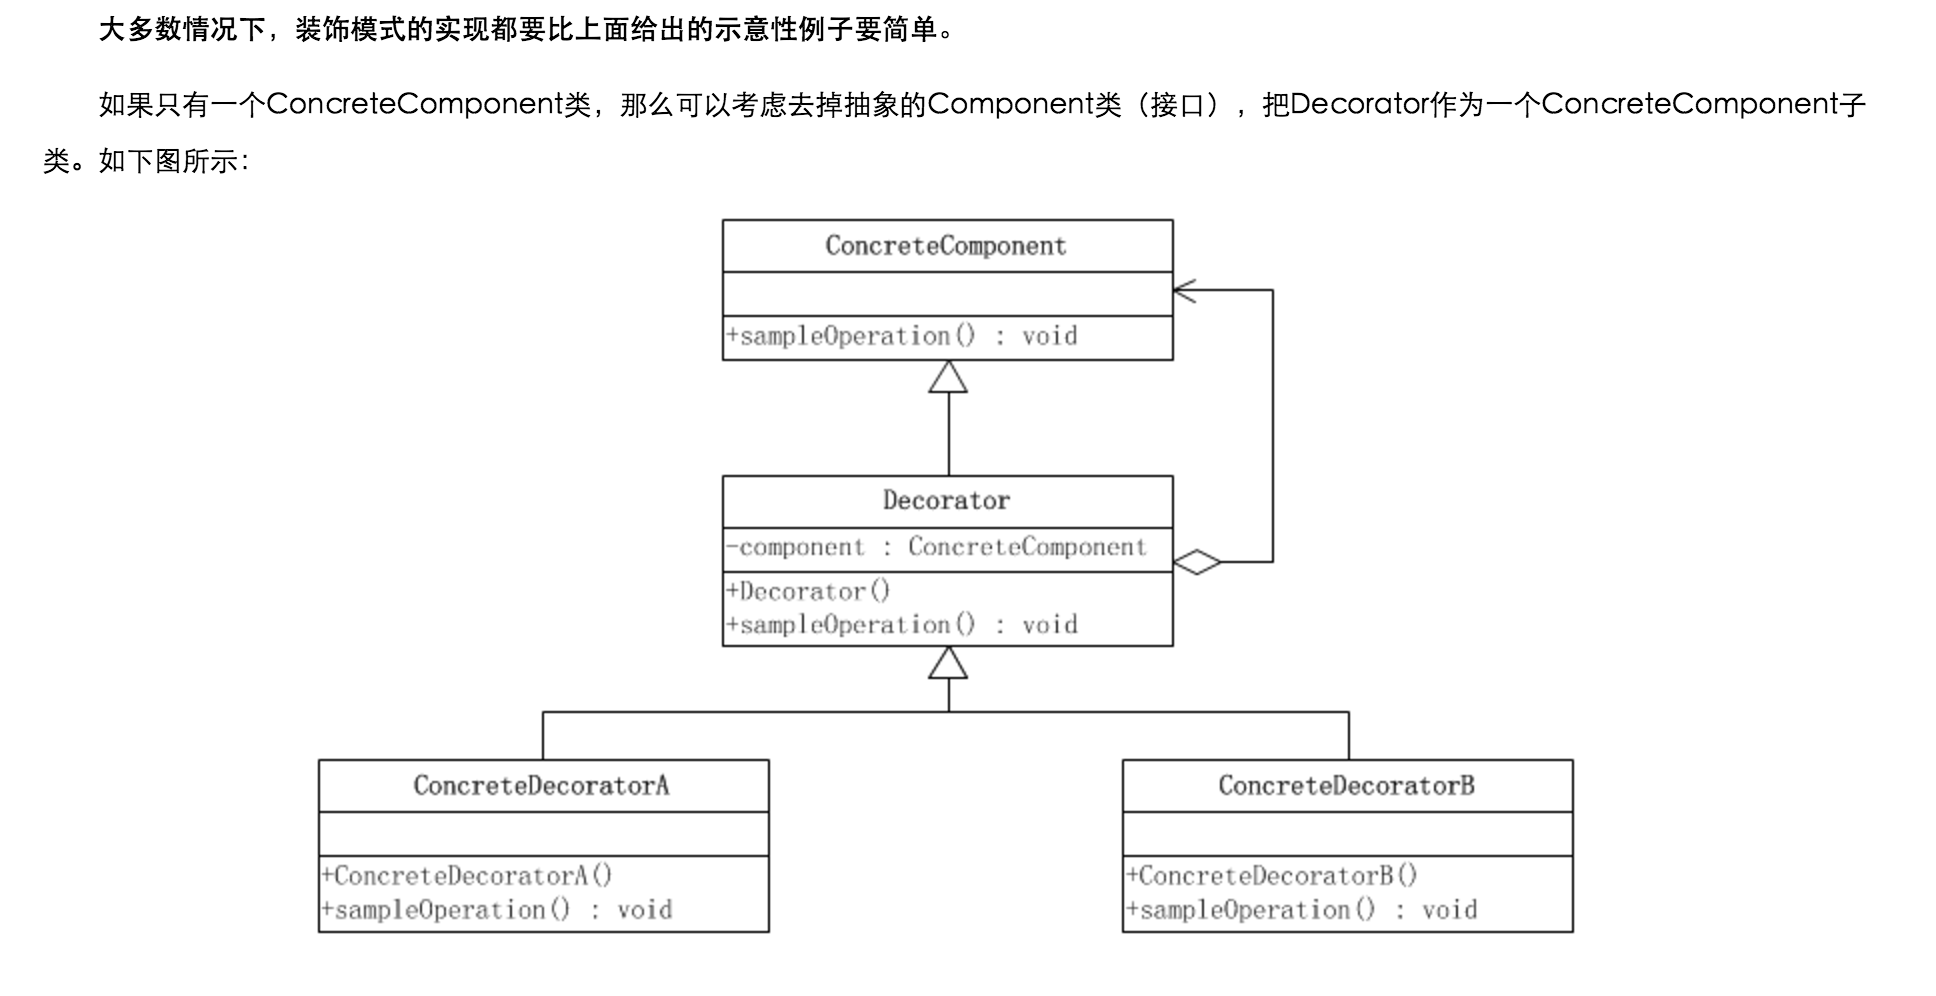 大多数情况下，装饰模式的实现都要比上面给出的示意性例子要简单。
如果只有一个ConcreteComponent类，那么可以考虑去掉抽象的Component类（接口），把Decorator作为一个ConcreteComponent子
类。如下图所示：
ConcreteComponent
+sampleOperation() : void
Decorator
-component : ConcreteComponent
+Decorator()
+sampleOperation() : void
ConcreteDecoratorA
+ConcreteDecoratorA()
+sampleOperation() : void
ConcreteDecoratorB
+ConcreteDecoratorB()
+sampleOperation() : void